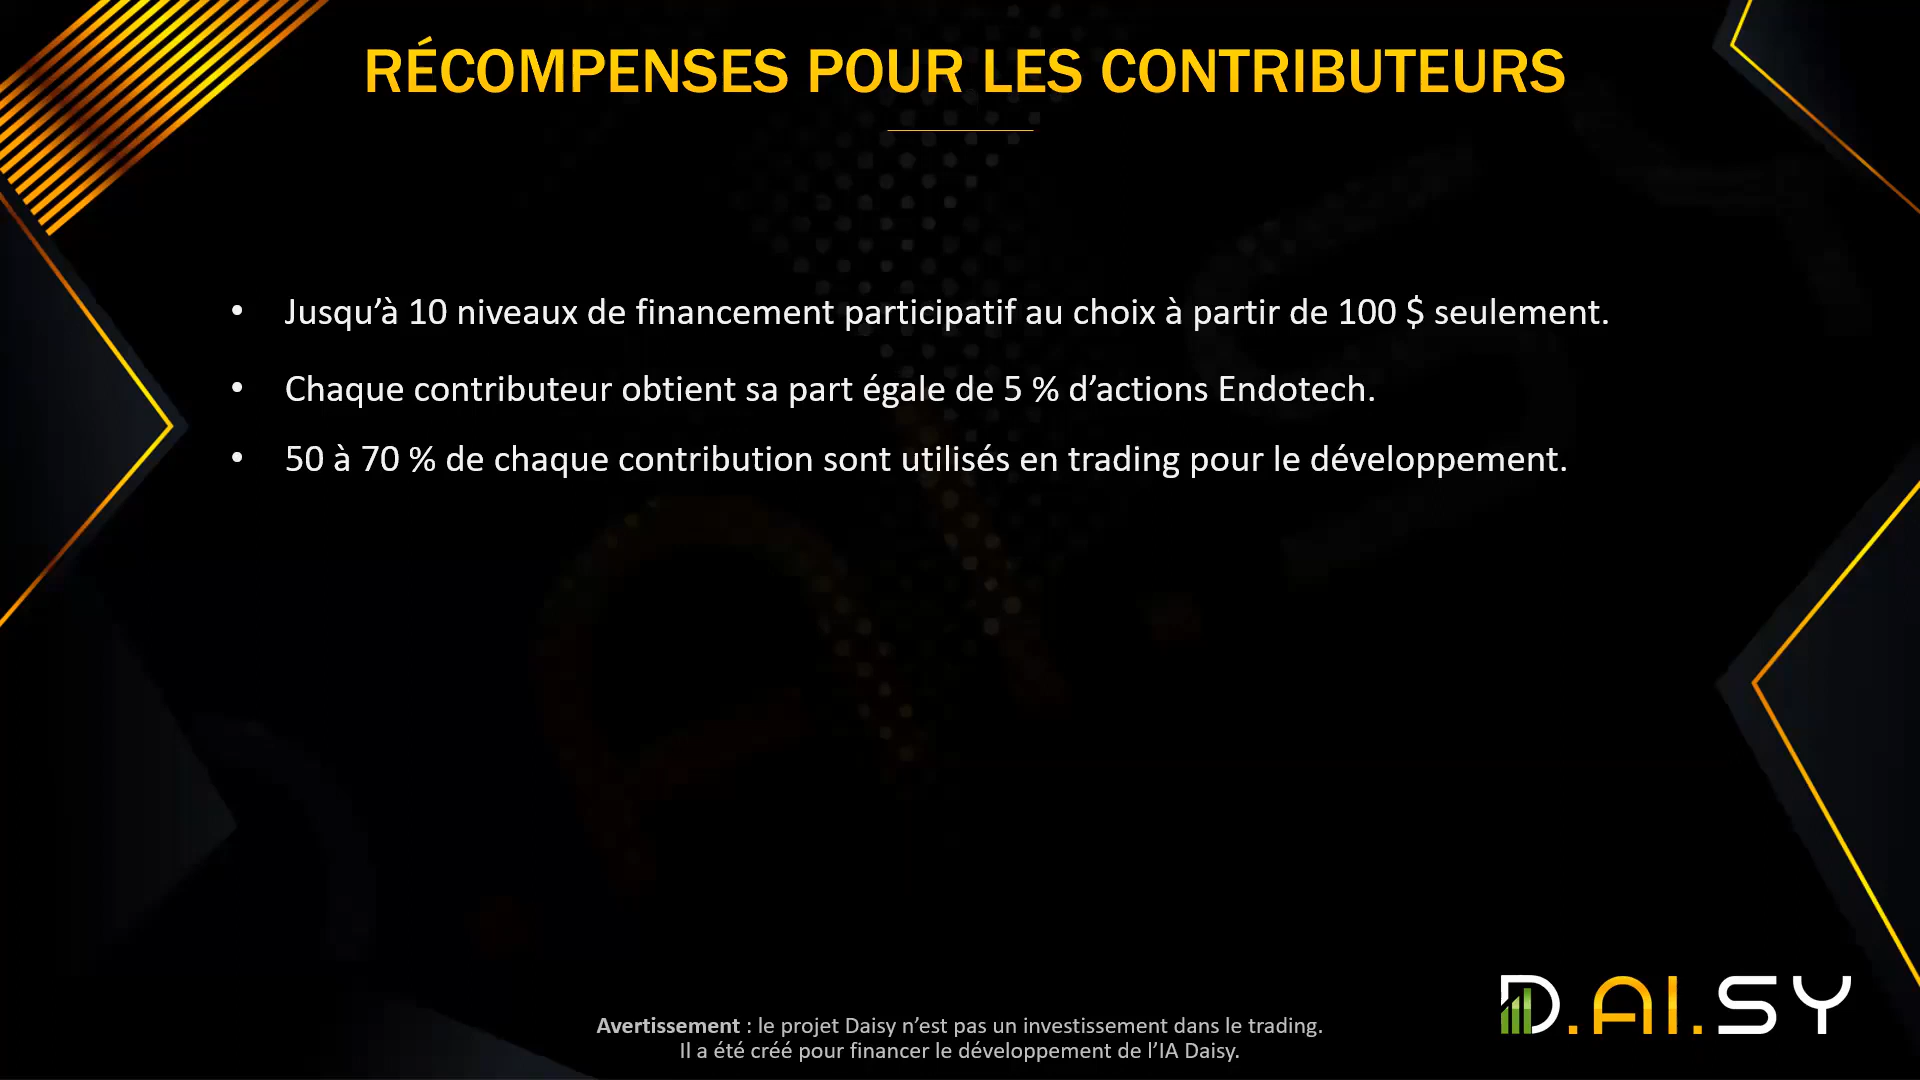 RÉCOMPENSES POUR LES CONTRIBUTEURS
• Jusqu’à 10 niveaux de financement participatif au choix à partir de 100 $ seulement.
• Chaque contributeur obtient sa part égale de 5 % d’actions Endotech.
• 50 à 70 % de chaque contribution sont utilisés en trading pour le développement.
D.AI.SY
Avertissement : le projet Daisy n’est pas un investissement dans le trading.
Il a été créé pour financer le développement de l’IA Daisy.